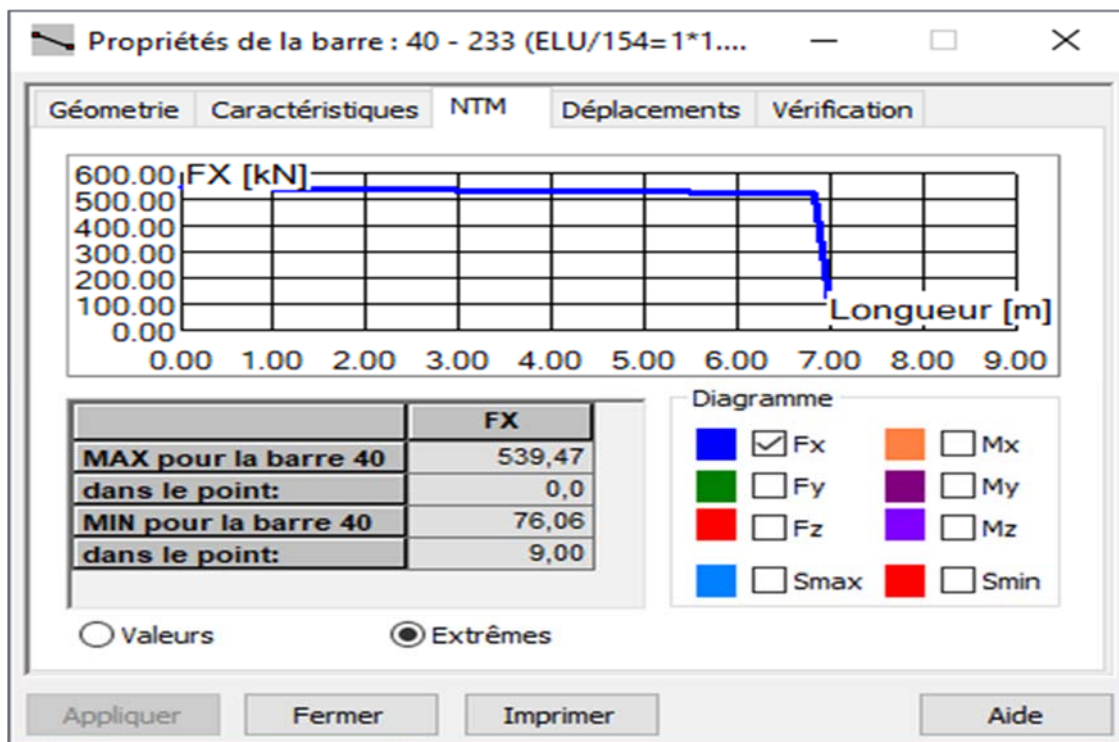 Propriétés de la barre : 40 - 233 (ELU/154=1*1....
Géometrie Caractéristiques NTM Déplacements Vérification
600.00 FX [kN]
500.00
400.00
300.00
200.00
100.00
0.00
Longueur [m]
0.00 1.00 2.00 3.00 4.00 5.00 6.00 7.00 8.00 9.00
FX
MAX pour la barre 40 539,47
dans le point: 0,0
MIN pour la barre 40 76,06
dans le point: 9,00
Diagramme
Fx Mx
Fy My
Fz Mz
Smax Smin
Valeurs Extrêmes
Appliquer Fermer Imprimer Aide